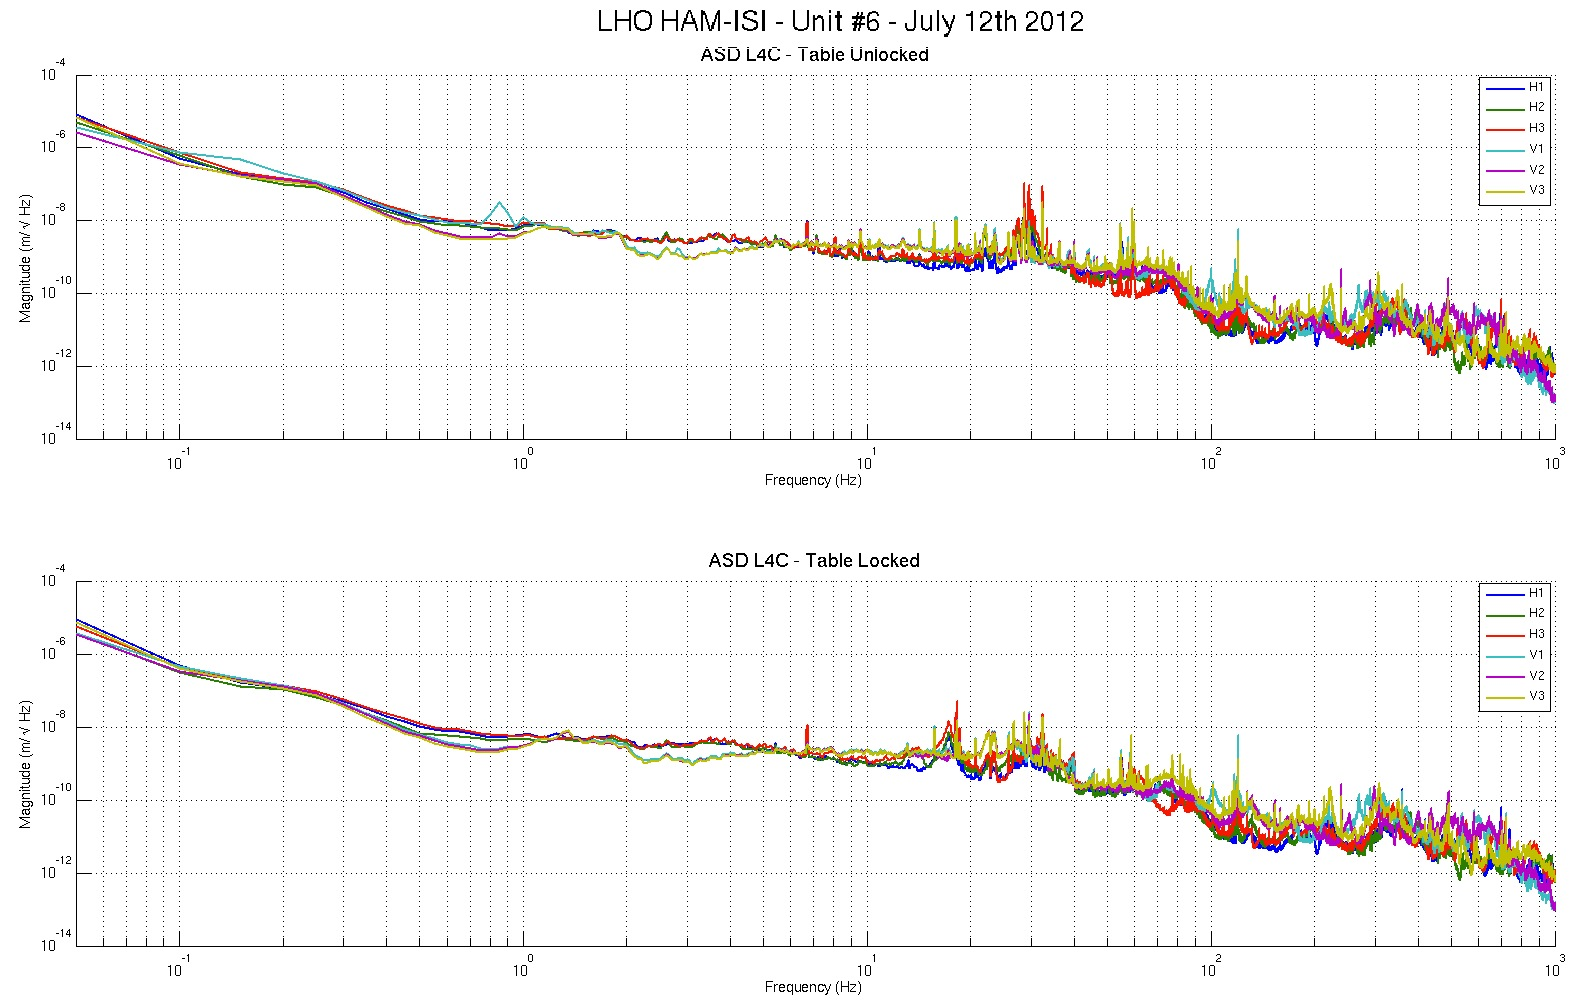 LHO HAM-ISI - Unit #6 - July 12th 2012
ASD L4C - Table Unlocked
Magnitude (m/√ Hz)
10^-4
10^-6
10^-8
10^-10
10^-12
10^-14
H1
H2
H3
V1
V2
V3
10^-1
10^0
10^1
10^2
10^3
Frequency (Hz)
ASD L4C - Table Locked
Magnitude (m/√ Hz)
10^-4
10^-6
10^-8
10^-10
10^-12
10^-14
H1
H2
H3
V1
V2
V3
10^-1
10^0
10^1
10^2
10^3
Frequency (Hz)